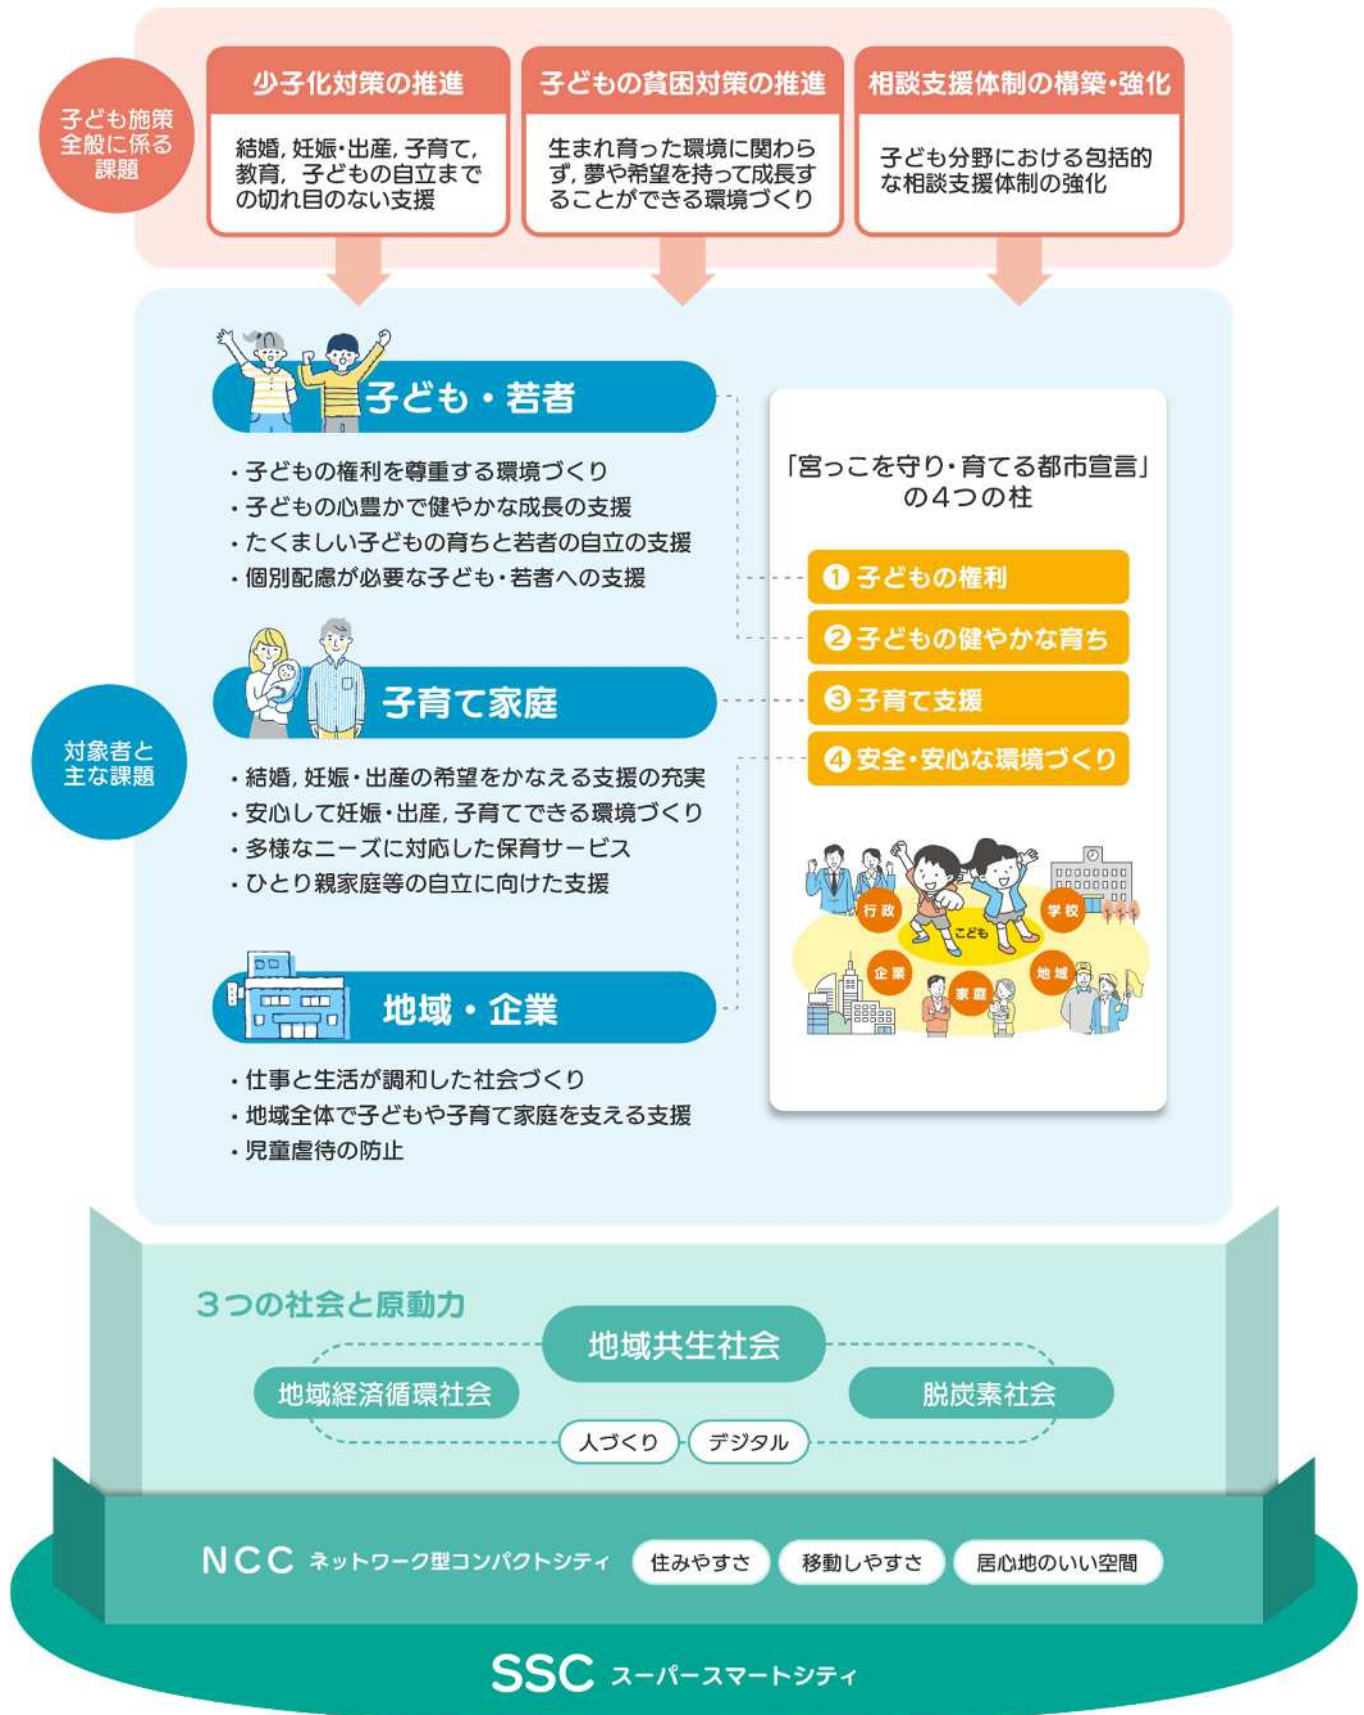 子ども施策
全般に係る
課題
少子化対策の推進
結婚，妊娠・出産，子育て，
教育，子どもの自立まで
の切れ目のない支援
子どもの貧困対策の推進
生まれ育った環境に関わら
ず，夢や希望を持って成長す
ることができる環境づくり
相談支援体制の構築・強化
子ども分野における包括的
な相談支援体制の強化
対象者と
主な課題
子ども・若者
・子どもの権利を尊重する環境づくり
・子どもの心豊かで健やかな成長の支援
・たくましい子どもの育ちと若者の自立の支援
・個別配慮が必要な子ども・若者への支援
子育て家庭
・結婚，妊娠・出産の希望をかなえる支援の充実
・安心して妊娠・出産，子育てできる環境づくり
・多様なニーズに対応した保育サービス
・ひとり親家庭等の自立に向けた支援
地域・企業
・仕事と生活が調和した社会づくり
・地域全体で子どもや子育て家庭を支える支援
・児童虐待の防止
「宮っこを守り・育てる都市宣言」
の4つの柱
❶ 子どもの権利
❷ 子どもの健やかな育ち
❸ 子育て支援
❹ 安全・安心な環境づくり
行政
学校
こども
企業
家庭
地域
3つの社会と原動力
地域共生社会
地域経済循環社会
脱炭素社会
人づくり
デジタル
NCC ネットワーク型コンパクトシティ 住みやすさ 移動しやすさ 居心地のいい空間
SSC スーパースマートシティ